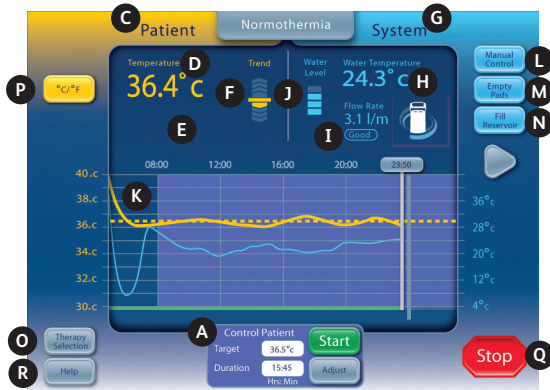 C
Patient
Normothermia
System
G
Temperature
D
36.4°c
E
Trend
F
J
Water
Level
Water Temperature
24.3°c
H
Flow Rate
3.1 l/m
I
Good
P
°C/°F
Manual
Control
L
Empty
Pads
M
Fill
Reservoir
N
08:00
12:00
16:00
20:00
23:50
K
40.c
38.c
36.c
34.c
32.c
30.c
36°c
28°c
20°c
12°c
4°c
O
Therapy
Selection
R
Help
A
Control Patient
Target
36.5°c
Start
Duration
15:45
Adjust
Hrs: Min
Stop
Q